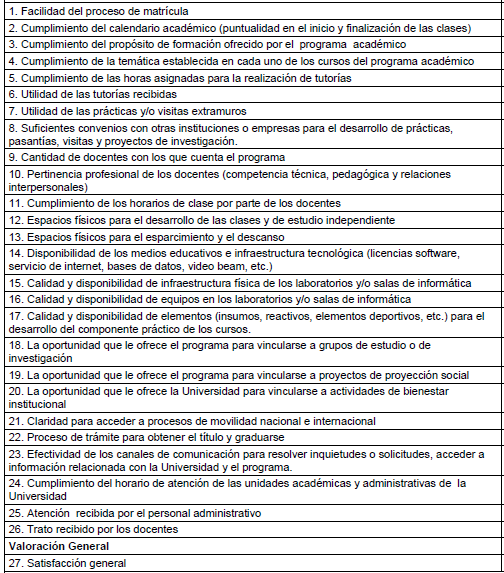 1. Facilidad del proceso de matrícula
2. Cumplimiento del calendario académico (puntualidad en el inicio y finalización de las clases)
3. Cumplimiento del propósito de formación ofrecido por el programa académico
4. Cumplimiento de la temática establecida en cada uno de los cursos del programa académico
5. Cumplimiento de las horas asignadas para la realización de tutorías
6. Utilidad de las tutorías recibidas
7. Utilidad de las prácticas y/o visitas extramuros
8. Suficientes convenios con otras instituciones o empresas para el desarrollo de prácticas,
pasantías, visitas y proyectos de investigación.
9. Cantidad de docentes con los que cuenta el programa
10. Pertinencia profesional de los docentes (competencia técnica, pedagógica y relaciones
interpersonales)
11. Cumplimiento de los horarios de clase por parte de los docentes
12. Espacios físicos para el desarrollo de las clases y de estudio independiente
13. Espacios físicos para el esparcimiento y el descanso
14. Disponibilidad de los medios educativos e infraestructura tecnológica (licencias software,
servicio de internet, bases de datos, video beam, etc.)
15. Calidad y disponibilidad de infraestructura física de los laboratorios y/o salas de informática
16. Calidad y disponibilidad de equipos en los laboratorios y/o salas de informática
17. Calidad y disponibilidad de elementos (insumos, reactivos, elementos deportivos, etc.) para el
desarrollo del componente práctico de los cursos.
18. La oportunidad que le ofrece el programa para vincularse a grupos de estudio o de
investigación
19. La oportunidad que le ofrece el programa para vincularse a proyectos de proyección social
20. La oportunidad que le ofrece la Universidad para vincularse a actividades de bienestar
institucional
21. Claridad para acceder a procesos de movilidad nacional e internacional
22. Proceso de trámite para obtener el título y graduarse
23. Efectividad de los canales de comunicación para resolver inquietudes o solicitudes, acceder a
información relacionada con la Universidad y el programa.
24. Cumplimiento del horario de atención de las unidades académicas y administrativas de la
Universidad
25. Atención recibida por el personal administrativo
26. Trato recibido por los docentes
Valoración General
27. Satisfacción general